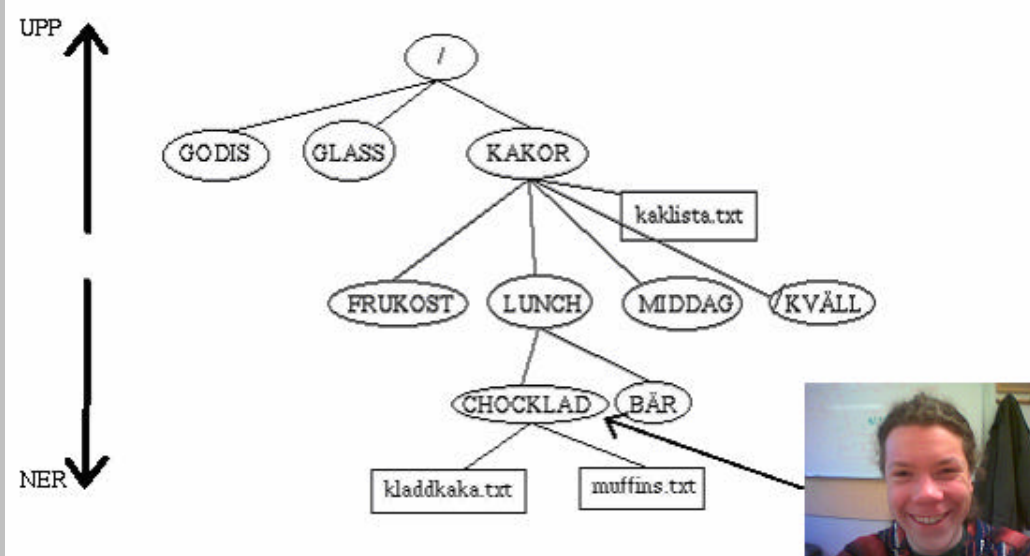 UPP
/
GODIS GLASS KAKOR
kaklista.txt
FRUKOST LUNCH MIDDAG KVÄLL
CHOCKLAD BÄR
NER kladdkaka.txt muffins.txt